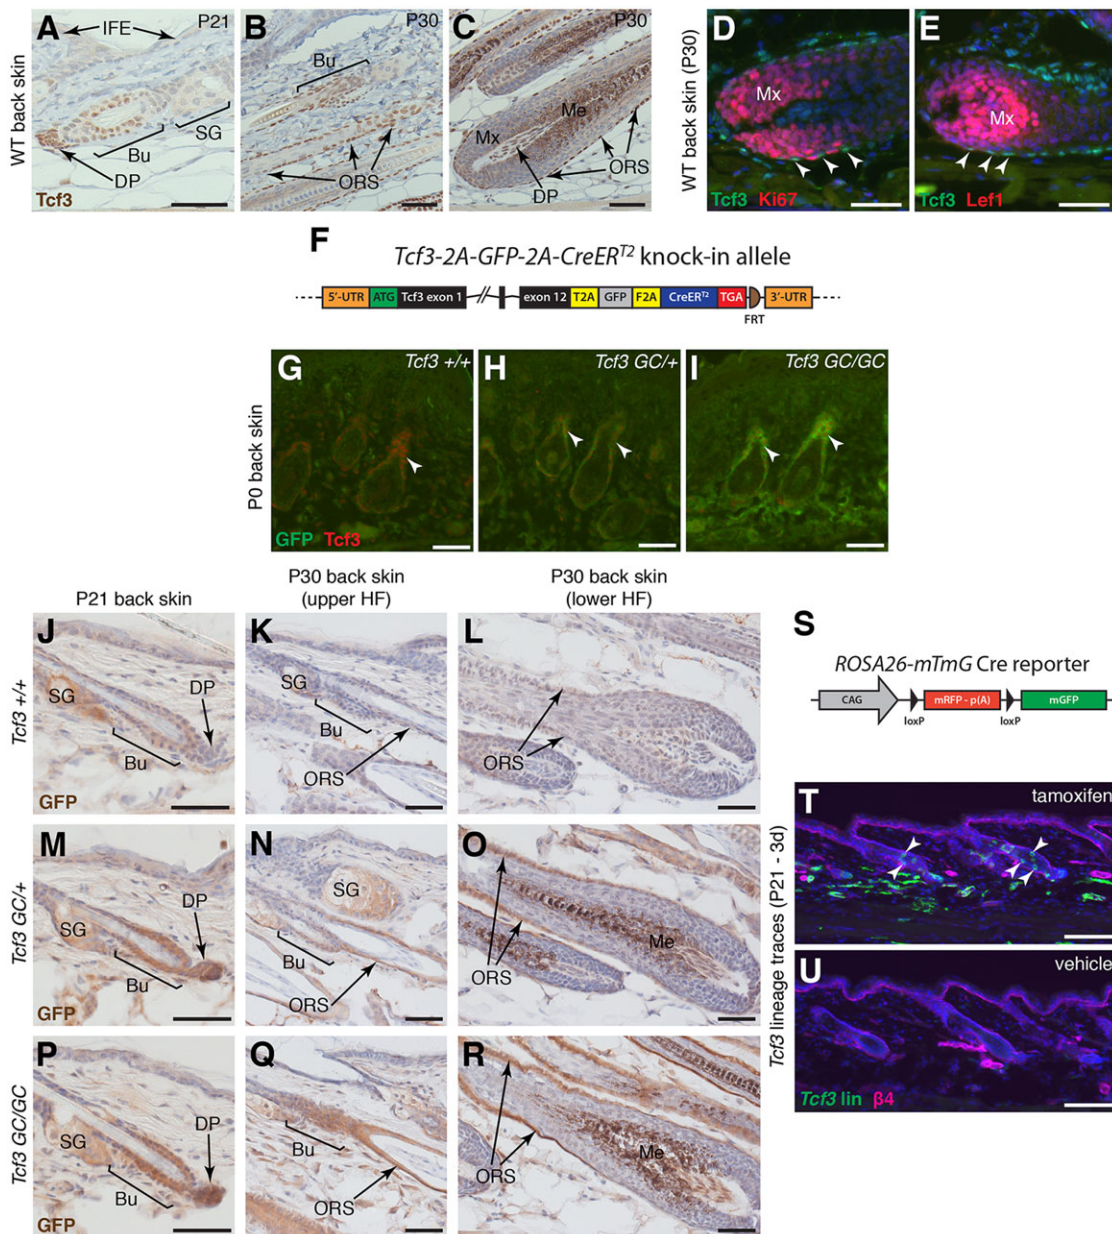 WT back skin
A
IFE
P21
Bu
SG
DP
Tcf3
B
P30
Bu
ORS
C
P30
Me
Mx
DP
ORS
WT back skin (P30)
D
Mx
Tcf3 Ki67
E
Mx
Tcf3 Lef1
F
Tcf3-2A-GFP-2A-CreERT2 knock-in allele
5'-UTR ATG Tcf3 exon 1 exon 12 T2A GFP F2A CreERT2 TGA 3'-UTR
FRT
P0 back skin
G
Tcf3 +/+
GFP Tcf3
H
Tcf3 GC/+
I
Tcf3 GC/GC
P21 back skin
P30 back skin
(upper HF)
P30 back skin
(lower HF)
Tcf3 +/+
J
SG
DP
Bu
GFP
K
SG
Bu
ORS
L
ORS
Tcf3 GC/+
M
DP
SG
Bu
GFP
N
SG
Bu
ORS
O
Me
ORS
Tcf3 GC/GC
P
DP
SG
Bu
GFP
Q
Bu
ORS
R
ORS
Me
S
ROSA26-mTmG Cre reporter
CAG mRFP - p(A) mGFP
loxP loxP
Tcf3 lineage traces (P21 - 3d)
T
tamoxifen
U
vehicle
Tcf3 lin β4